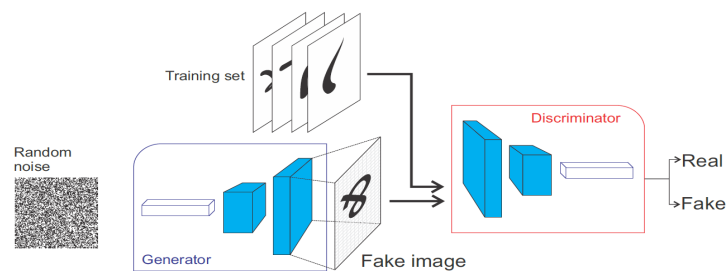 Training set
Discriminator
Random
noise
Real
Fake
Generator
Fake image